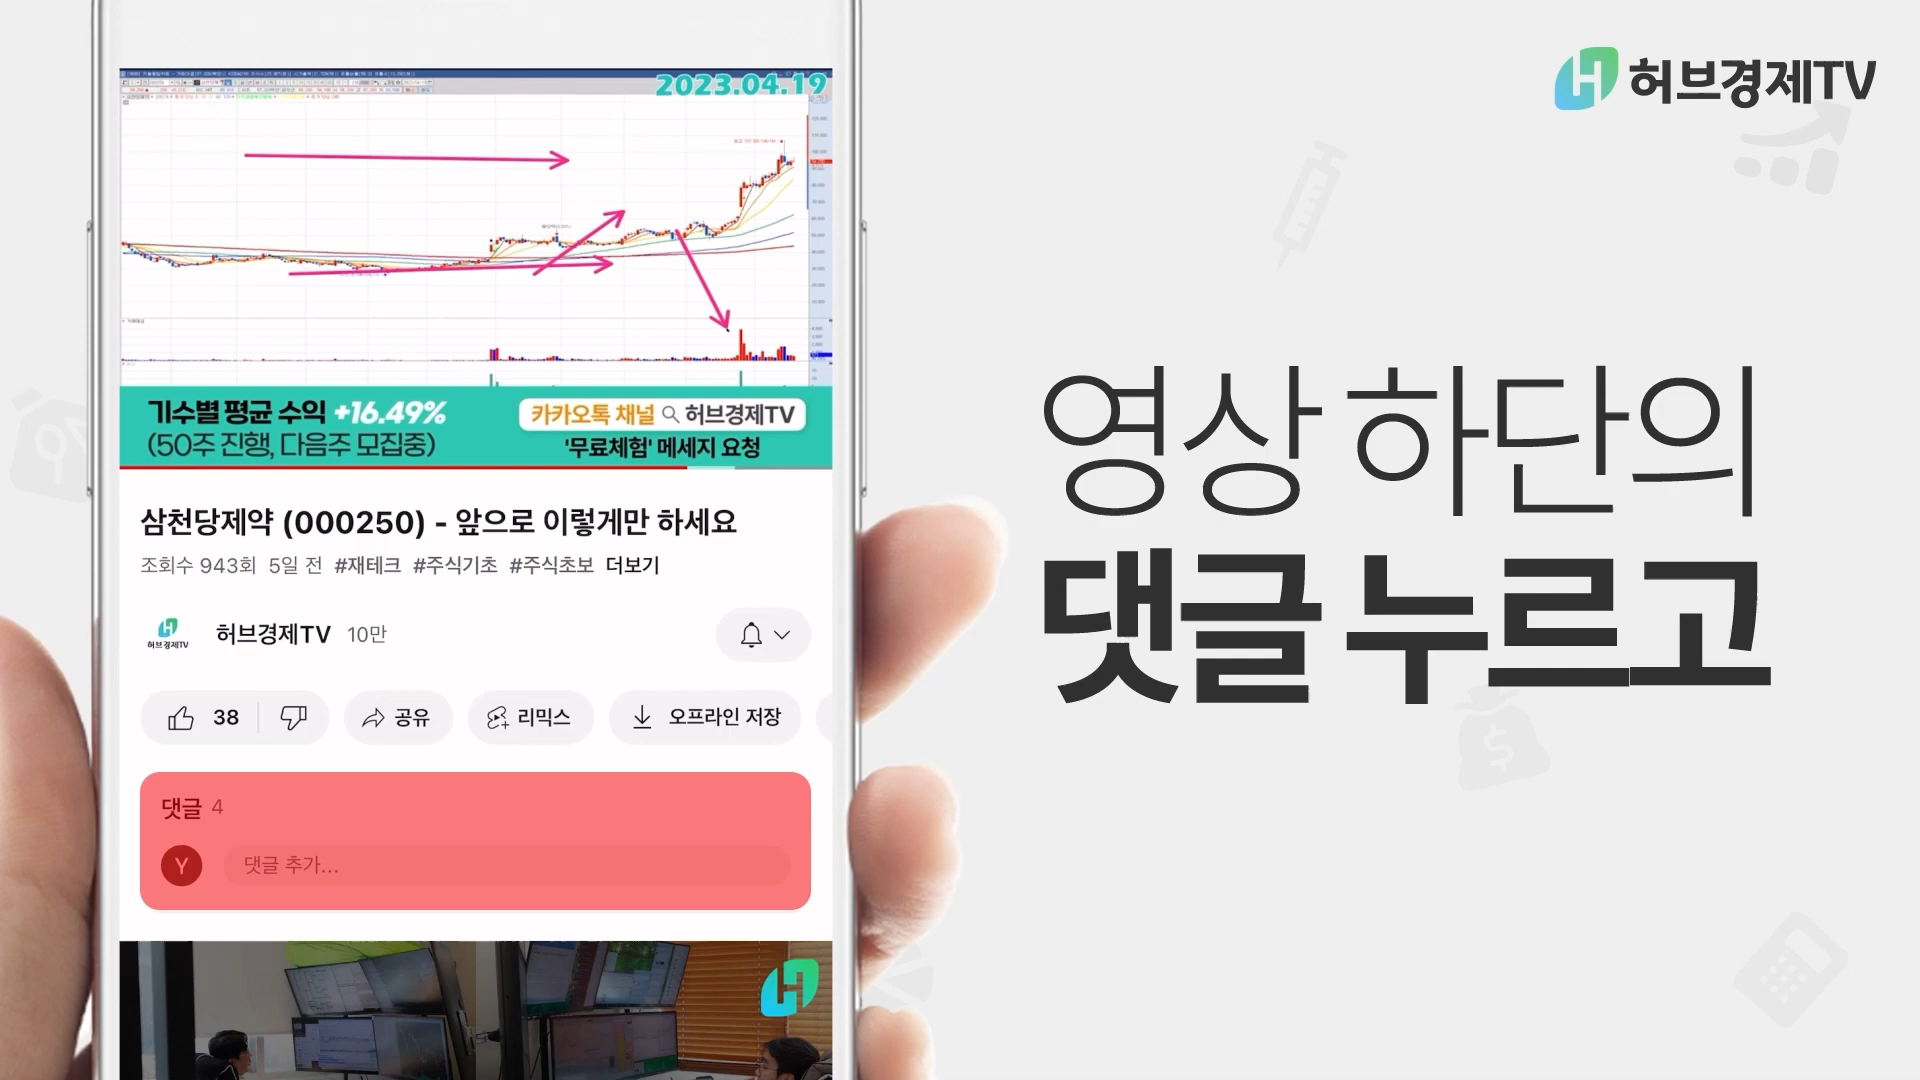 허브경제TV
2023.04.19
기수별 평균 수익 +16.49%
(50주 진행, 다음주 모집중)
카카오톡 채널 허브경제TV
'무료체험' 메세지 요청
삼천당제약 (000250) - 앞으로 이렇게만 하세요
조회수 943회 5일 전 #재테크 #주식기초 #주식초보 더보기
허브경제TV
허브경제TV 10만
38
공유
리믹스
오프라인 저장
댓글 4
Y
댓글 추가...
영상 하단의
댓글 누르고